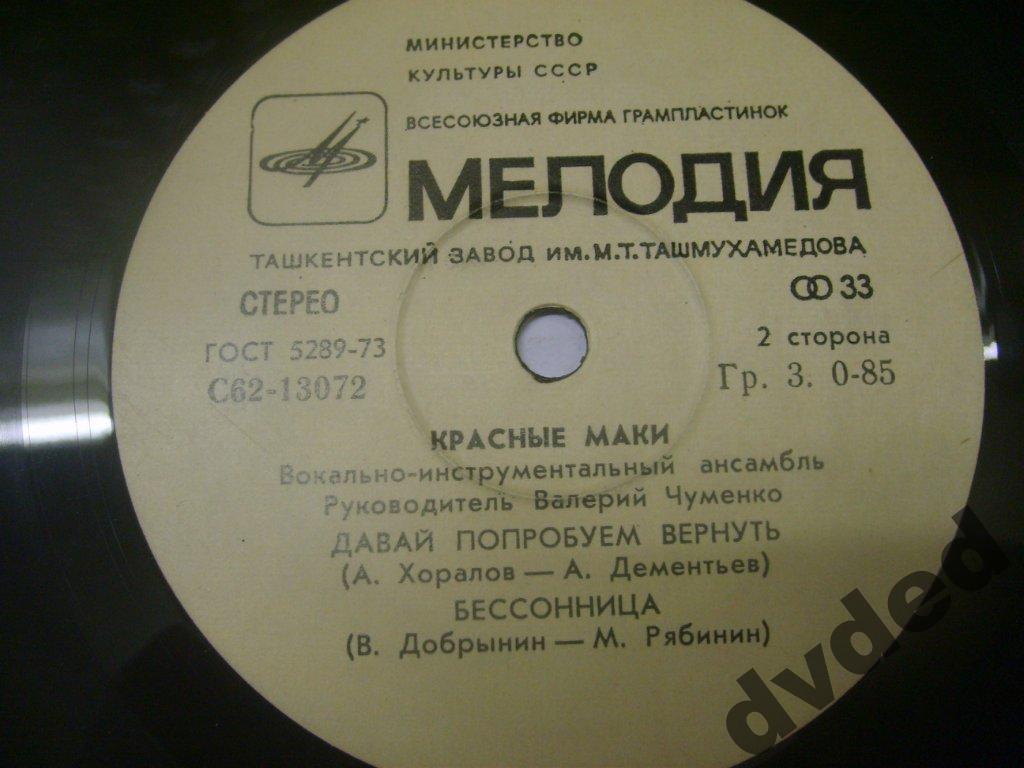 МИНИСТЕРСТВО
КУЛЬТУРЫ СССР
ВСЕСОЮЗНАЯ ФИРМА ГРАМПЛАСТИНОК
МЕЛОДИЯ
ТАШКЕНТСКИЙ ЗАВОД ИМ.М.Т.ТАШМУХАМЕДОВА
СТЕРЕО
33
ГОСТ 5289-73
2 сторона
С62-13072
Гр. 3. 0-85
КРАСНЫЕ МАКИ
Вокально-инструментальный ансамбль
Руководитель Валерий Чуменко
ДАВАЙ ПОПРОБУЕМ ВЕРНУТЬ
(А. Хоралов — А. Дементьев)
БЕССОННИЦА
(В. Добрынин — М. Рябинин)
dvded